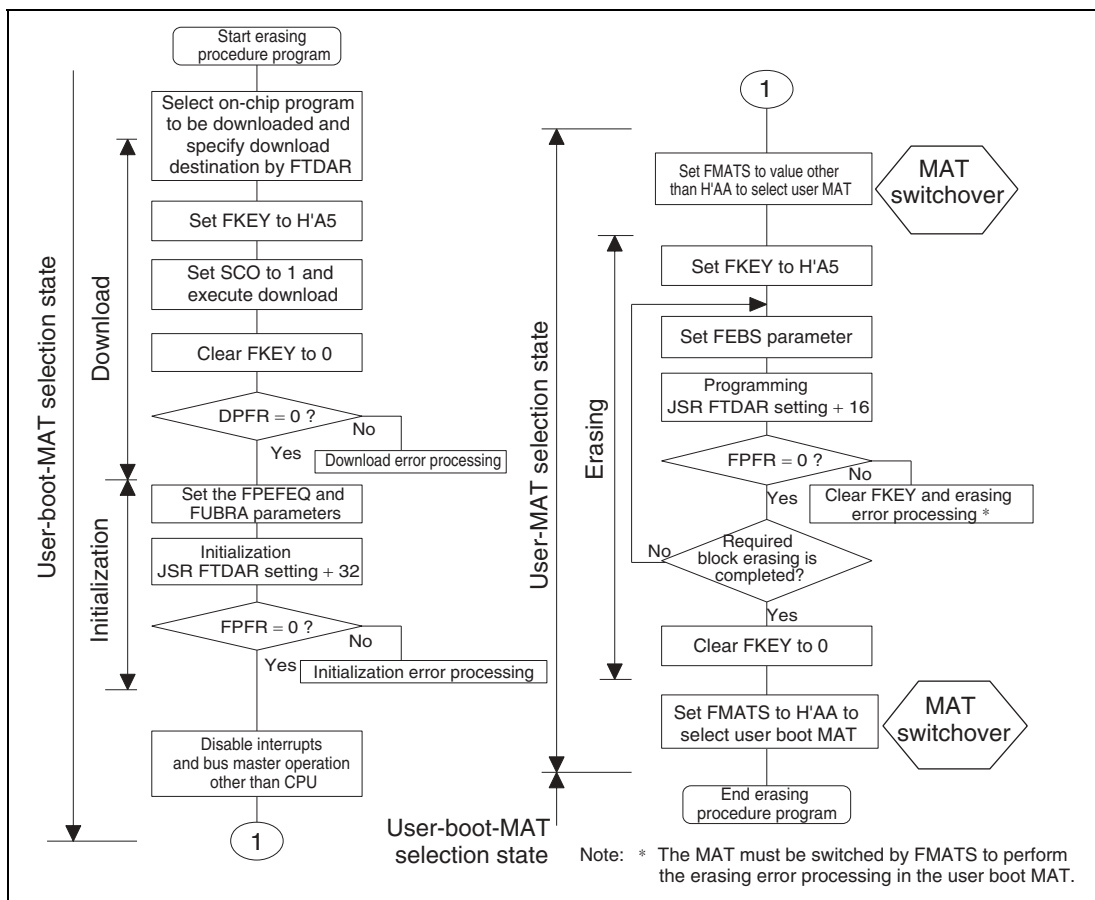 Start erasing
procedure program
Select on-chip program
to be downloaded and
specify download
destination by FTDAR
Set FKEY to H'A5
Set SCO to 1 and
execute download
Clear FKEY to 0
DPFR = 0 ?
No
Yes
Download error processing
Set the FPEFEQ and
FUBRA parameters
Initialization
JSR FTDAR setting + 32
FPFR = 0 ?
No
Yes
Initialization error processing
Disable interrupts
and bus master operation
other than CPU
1
User-boot-MAT selection state
Download
Initialization
1
Set FMATS to value other
than H'AA to select user MAT
MAT
switchover
Set FKEY to H'A5
Set FEBS parameter
Programming
JSR FTDAR setting + 16
FPFR = 0 ?
No
Yes
Clear FKEY and erasing
error processing *
Required
block erasing is
completed?
No
Yes
Clear FKEY to 0
Set FMATS to H'AA to
select user boot MAT
MAT
switchover
End erasing
procedure program
User-MAT selection state
Erasing
User-boot-MAT
selection state
Note: * The MAT must be switched by FMATS to perform
the erasing error processing in the user boot MAT.